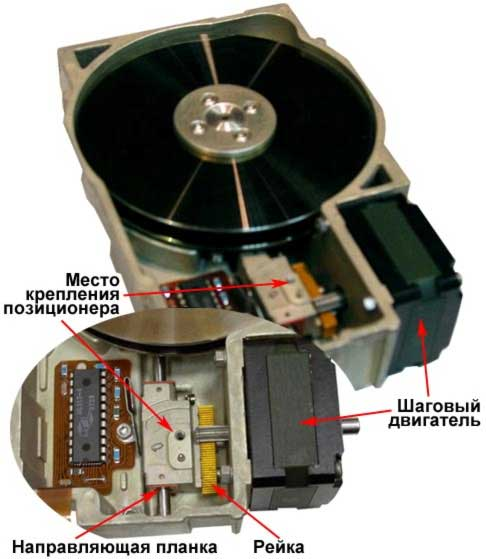 Место
крепления
позиционера
Шаговый
двигатель
Направляющая планка
Рейка